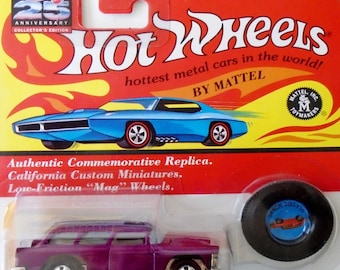 25
ANNIVERSARY
COLLECTOR'S EDITION
Hot Wheels
hottest metal cars in the world!
BY MATTEL
MATTEL, INC.
TOYMAKERS
Authentic Commemorative Replica.
California Custom Miniatures.
Low-Friction "Mag" Wheels.